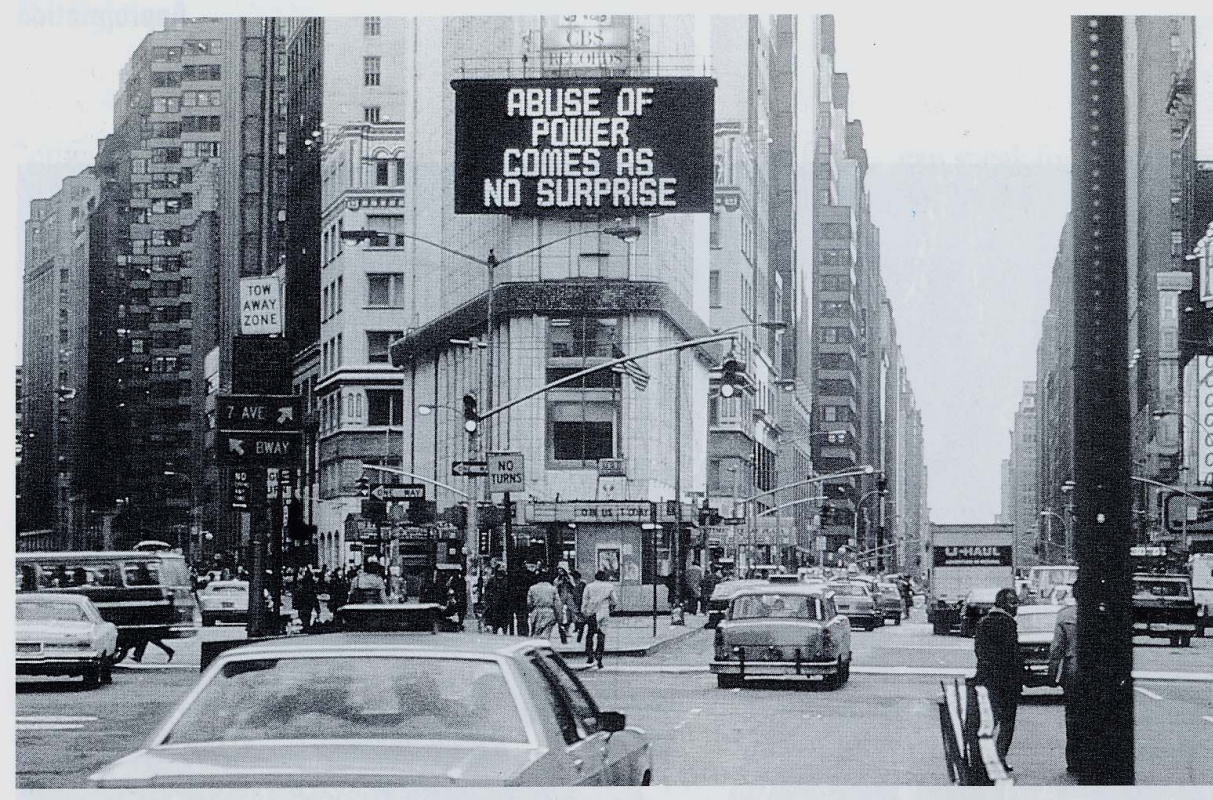 CBS
RECORDS
ABUSE OF
POWER
COMES AS
NO SURPRISE
TOW
AWAY
ZONE
7 AVE
BWAY
NO
TURNS
ONE WAY
NO
U-HAUL